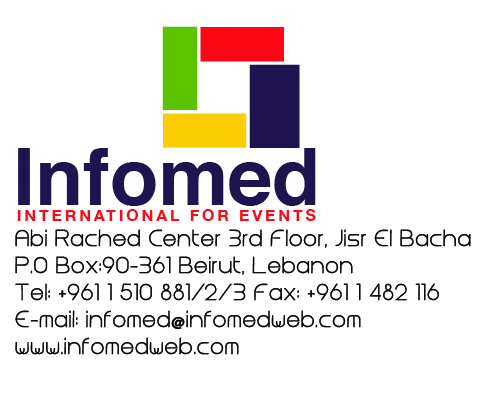 Infomed
INTERNATIONAL FOR EVENTS
Abi Rached Center 3rd Floor, Jisr El Bacha
P.O Box:90-361 Beirut, Lebanon
Tel: +961 1 510 881/2/3 Fax: +961 1 482 116
E-mail: infomed@infomedweb.com
www.infomedweb.com